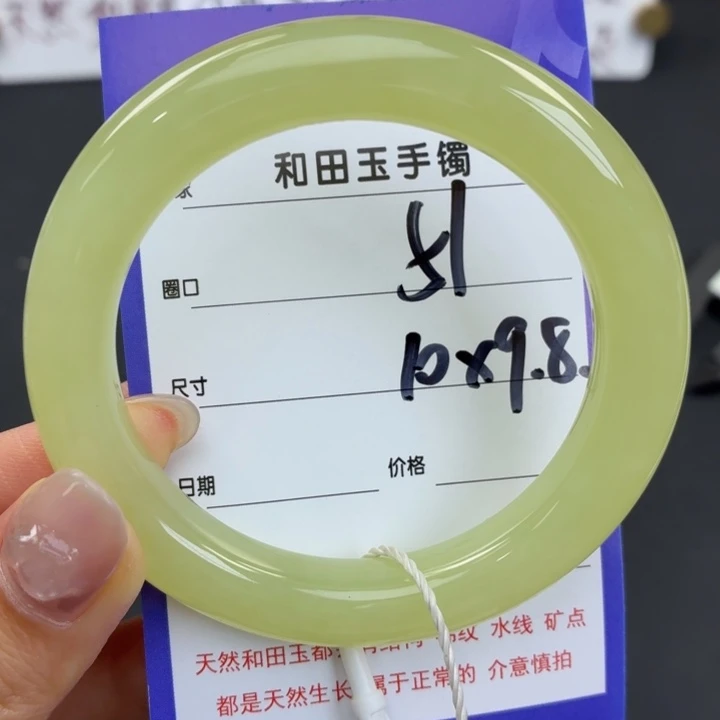 和田玉手镯
圈口 51
尺寸 10x9.8.
日期 价格
天然和田玉都 纹 水线 矿点
都是天然生长 属于正常的 介意慎拍